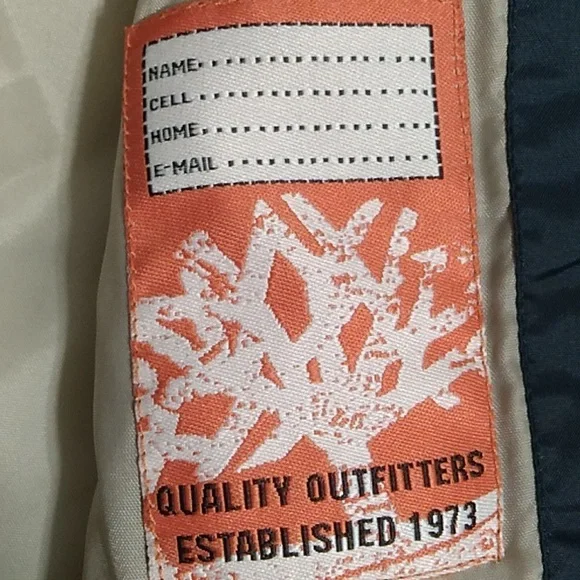 NAME
CELL
HOME
E-MAIL
QUALITY OUTFITTERS
ESTABLISHED 1973